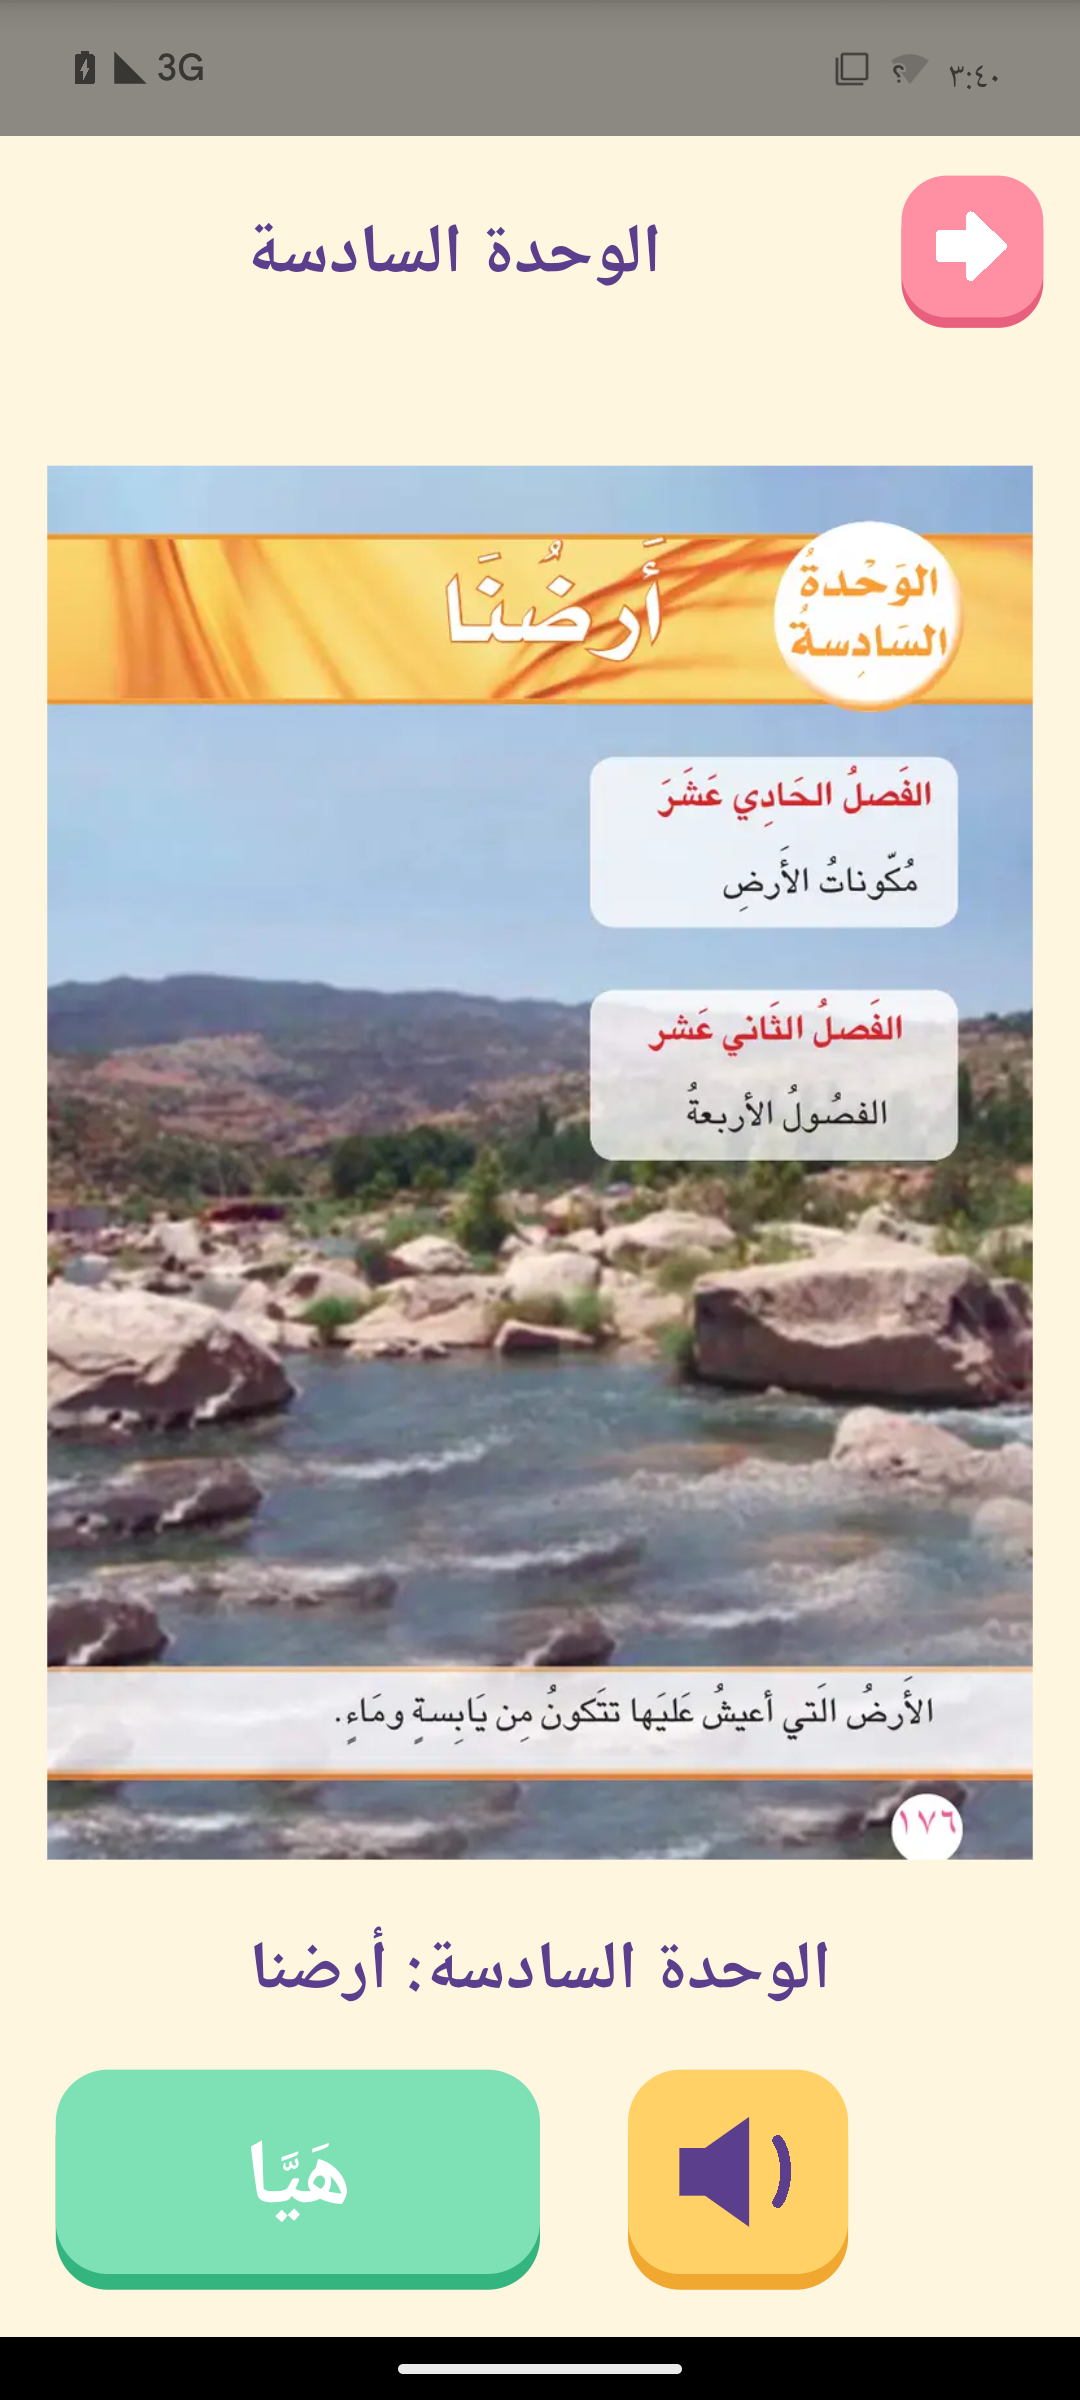 3G
٣:٤٠
الوحدة السادسة
الوَحْدةُ
السَادِسةُ
أَرضُنَا
الفَصلُ الحَادِي عَشَرَ
مُكّوناتُ الأَرضِ
الفَصلُ الثَاني عَشر
الفصُولُ الأربعةُ
الأَرضُ الَتي أعيشُ عَليَها تتَكونُ مِن يَابِسةٍ ومَاءٍ.
١٧٦
الوحدة السادسة: أرضنا
هَيَّا